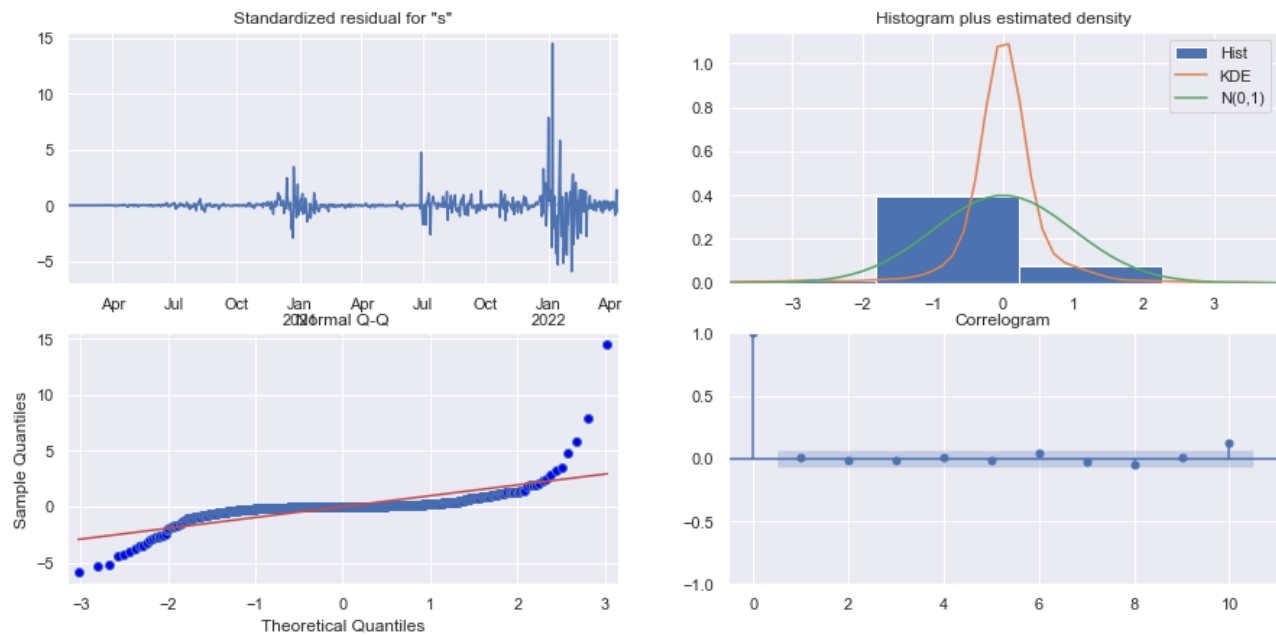 Standardized residual for "s"
15
10
5
0
−5
Apr Jul Oct Jan Apr Jul Oct Jan Apr
2021 2022
Histogram plus estimated density
Hist
KDE
N(0,1)
1.0
0.8
0.6
0.4
0.2
0.0
−3 −2 −1 0 1 2 3
Normal Q-Q
Sample Quantiles
15
10
5
0
−5
−3 −2 −1 0 1 2 3
Theoretical Quantiles
Correlogram
1.0
0.5
0.0
−0.5
−1.0
0 2 4 6 8 10